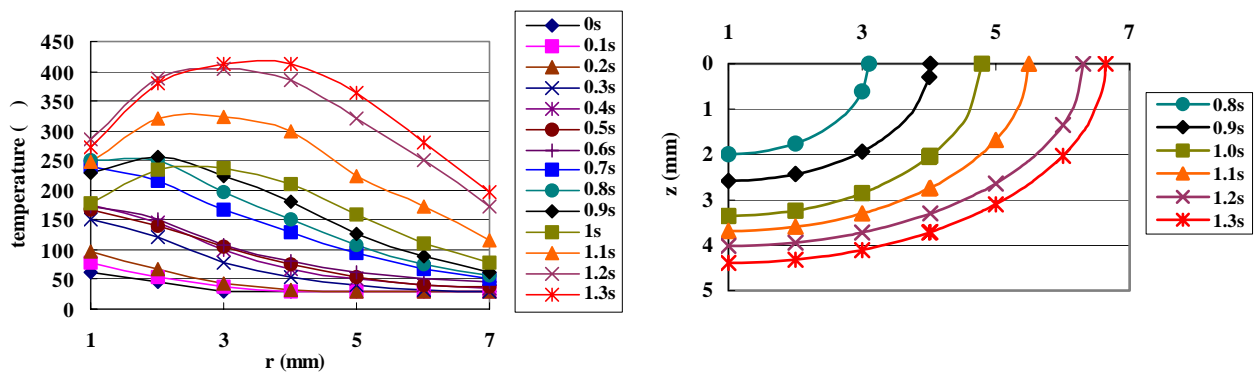 450
400
350
300
250
200
150
100
50
0
temperature (
1 3 5 7
r (mm)
0s
0.1s
0.2s
0.3s
0.4s
0.5s
0.6s
0.7s
0.8s
0.9s
1s
1.1s
1.2s
1.3s
1 3 5 7
0
1
2
3
4
5
z (mm)
0.8s
0.9s
1.0s
1.1s
1.2s
1.3s